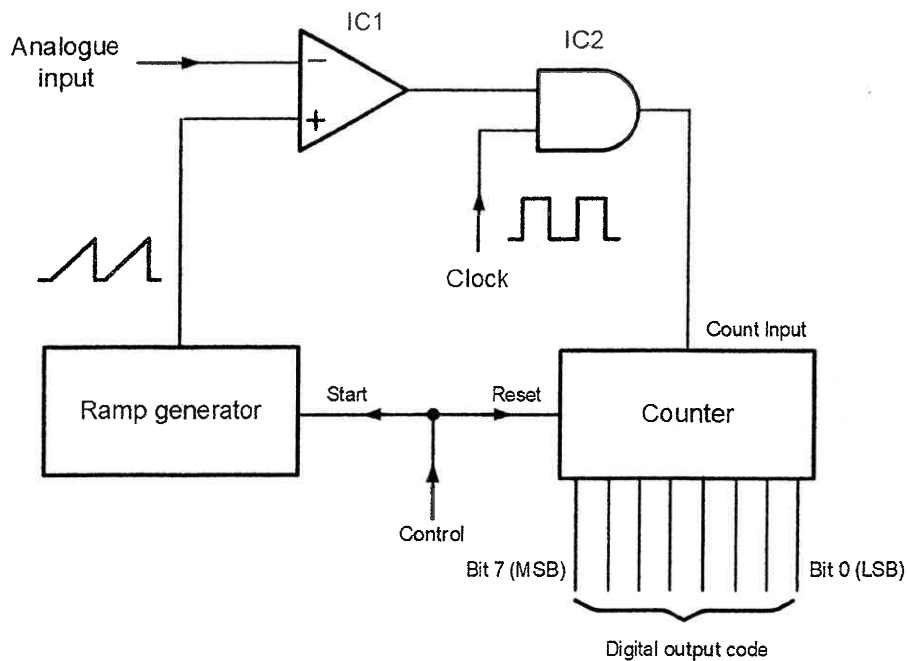 IC1
IC2
Analogue
input
−
+
Clock
Count Input
Ramp generator
Start
Reset
Counter
Control
Bit 7 (MSB)
Bit 0 (LSB)
Digital output code